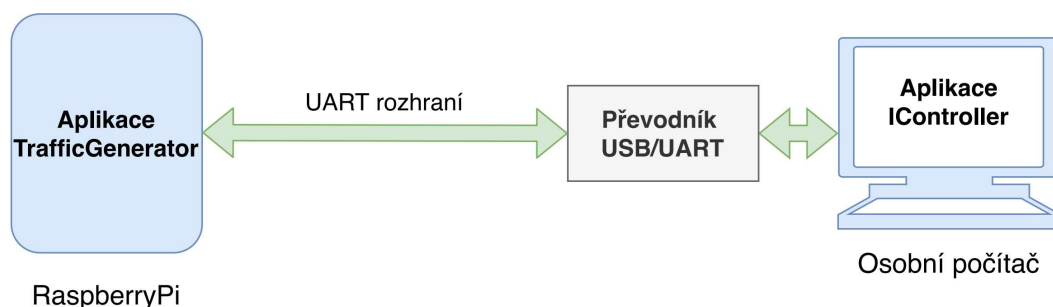 Aplikace
TrafficGenerator
RaspberryPi
UART rozhraní
Převodník
USB/UART
Aplikace
IController
Osobní počítač